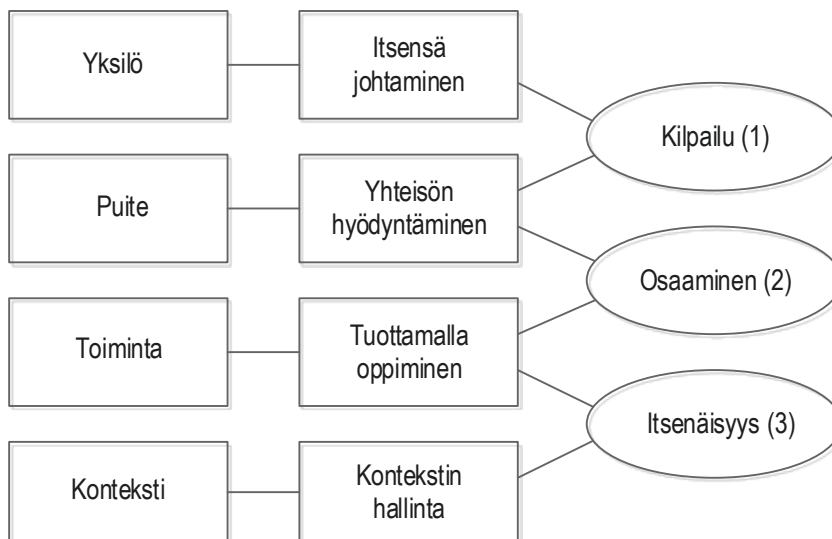 Yksilö
Itsensä
johtaminen
Kilpailu (1)
Puite
Yhteisön
hyödyntäminen
Osaaminen (2)
Toiminta
Tuottamalla
oppiminen
Itsenäisyys (3)
Konteksti
Kontekstin
hallinta